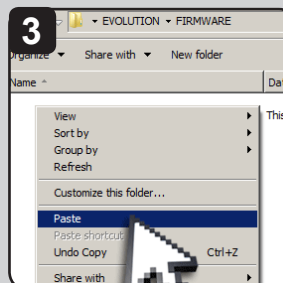 3
EVOLUTION FIRMWARE
Organize Share with New folder
Name Dat
View This
Sort by
Group by
Refresh
Customize this folder...
Paste
Paste shortcut
Undo Copy Ctrl+Z
Share with